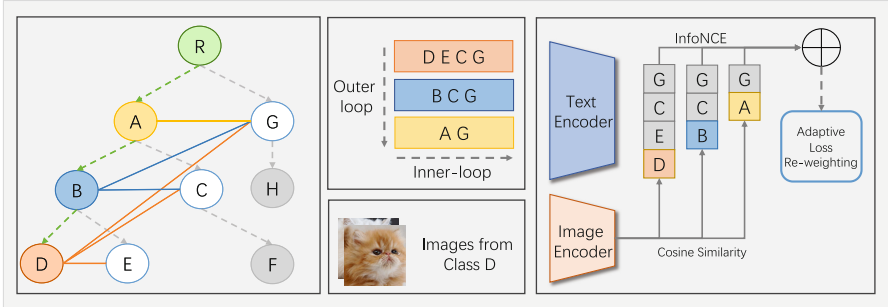 R
A
G
B
C
H
D
E
F
D E C G
Outer
loop
B C G
A G
Inner-loop
Images from
Class D
InfoNCE
Text
Encoder
G
C
E
D
G
C
B
G
A
Adaptive
Loss
Re-weighting
Image
Encoder
Cosine Similarity